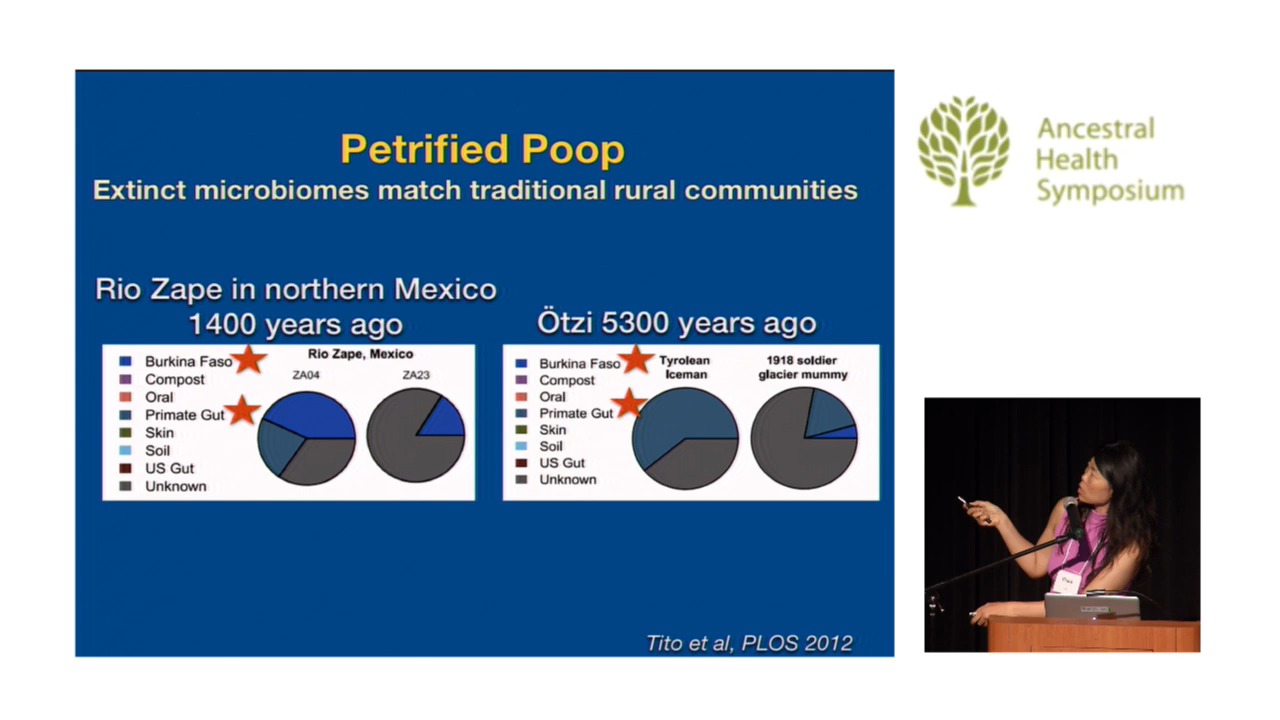 Petrified Poop
Extinct microbiomes match traditional rural communities
Rio Zape in northern Mexico
1400 years ago
Burkina Faso
Compost
Oral
Primate Gut
Skin
Soil
US Gut
Unknown
Rio Zape, Mexico
ZA04 ZA23
Ötzi 5300 years ago
Burkina Faso
Compost
Oral
Primate Gut
Skin
Soil
US Gut
Unknown
Tyrolean
Iceman
1918 soldier
glacier mummy
Tito et al, PLOS 2012
Ancestral
Health
Symposium